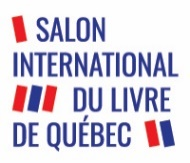 SALON
INTERNATIONAL
DU LIVRE
DE QUÉBEC